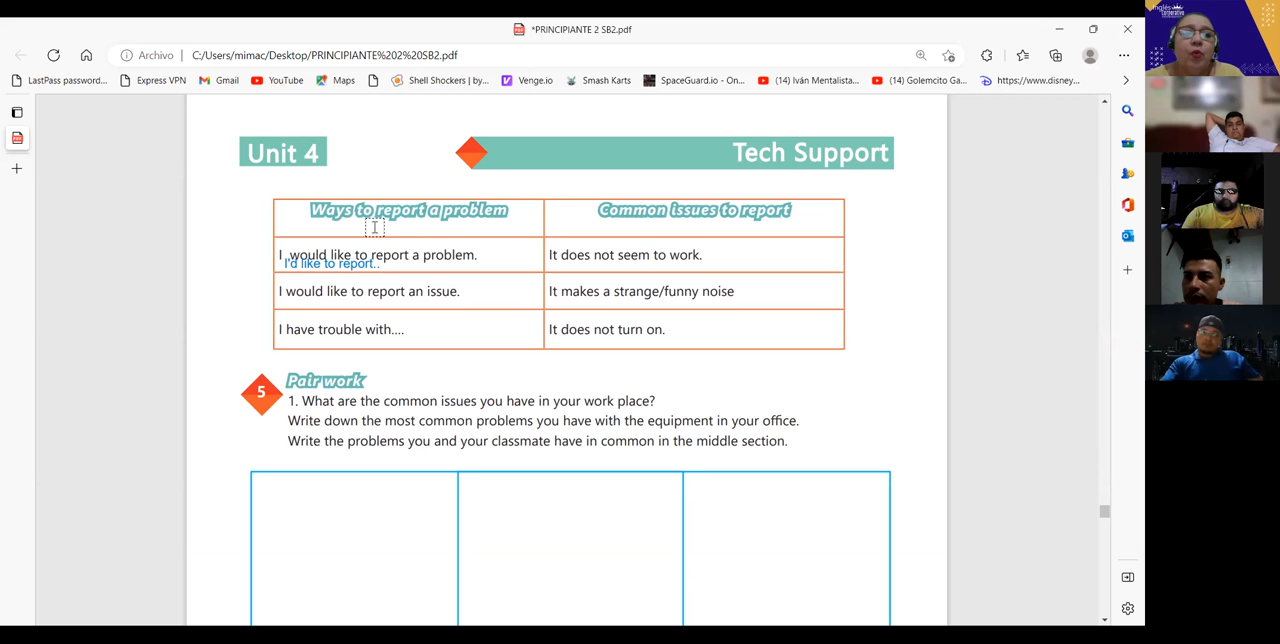 *PRINCIPIANTE 2 SB2.pdf
Archivo
C:/Users/mimac/Desktop/PRINCIPIANTE%202%20SB2.pdf
LastPass password...
Express VPN
Gmail
YouTube
Maps
Shell Shockers | by...
Venge.io
Smash Karts
SpaceGuard.io - On...
(14) Iván Mentalista...
(14) Golemcito Ga...
https://www.disney...
Inglés
Corporativo
Unit 4
Tech Support
Ways to report a problem
Common issues to report
I would like to report a problem.
It does not seem to work.
I'd like to report..
I would like to report an issue.
It makes a strange/funny noise
I have trouble with....
It does not turn on.
5
Pair work
1. What are the common issues you have in your work place?
Write down the most common problems you have with the equipment in your office.
Write the problems you and your classmate have in common in the middle section.